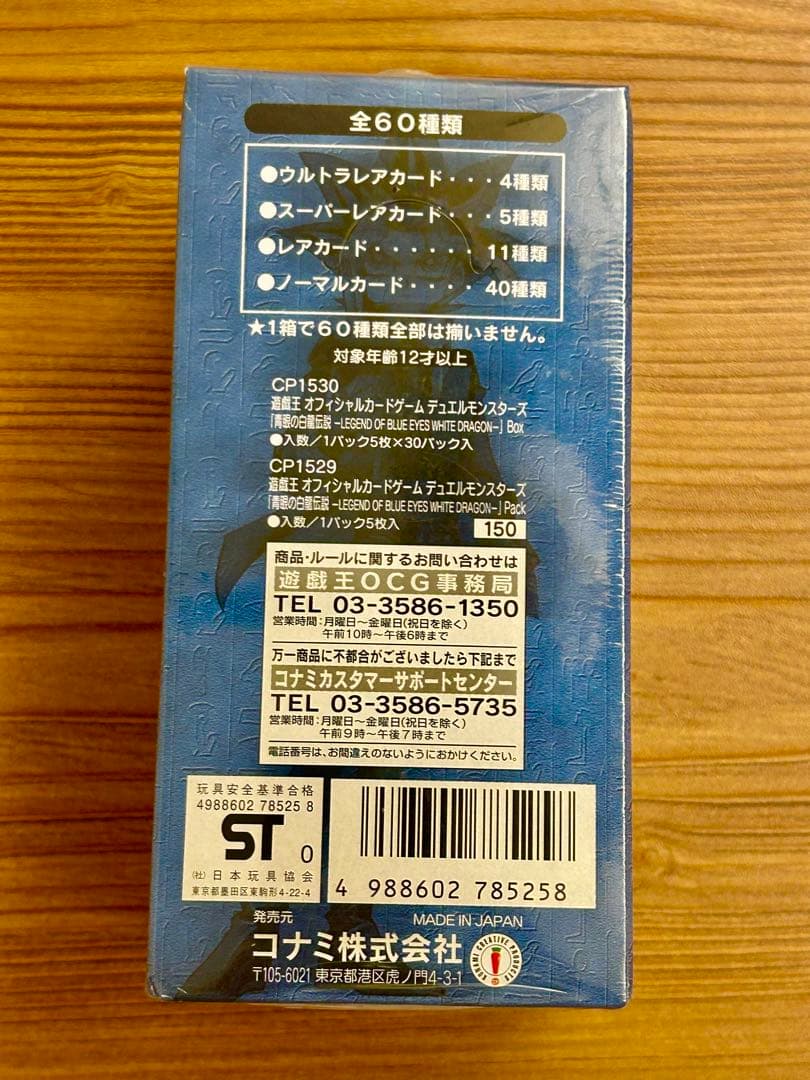 全60種類
●ウルトラレアカード・・・4種類
●スーパーレアカード・・・5種類
●レアカード・・・・・・11種類
●ノーマルカード・・・・40種類
★1箱で60種類全部は揃いません。
対象年齢12才以上
CP1530
遊戯王 オフィシャルカードゲーム デュエルモンスターズ
「青眼の白龍伝説 −LEGEND OF BLUE EYES WHITE DRAGON−」 Box
●入数/1パック5枚×30パック入
CP1529
遊戯王 オフィシャルカードゲーム デュエルモンスターズ
「青眼の白龍伝説 −LEGEND OF BLUE EYES WHITE DRAGON−」 Pack
●入数/1パック5枚入
150
商品・ルールに関するお問い合わせは
遊戯王OCG事務局
TEL 03-3586-1350
営業時間:月曜日〜金曜日(祝日を除く)
午前10時〜午後6時まで
万一商品に不都合がございましたら下記まで
コナミカスタマーサポートセンター
TEL 03-3586-5735
営業時間:月曜日〜金曜日(祝日を除く)
午前9時〜午後7時まで
電話番号は、お間違えのないようにおかけください。
玩具安全基準合格
4988602 78525 8
ST 0
(社)日本玩具協会
東京都墨田区東駒形4-22-4
4 988602 785258
発売元
MADE IN JAPAN
コナミ株式会社
〒105-6021 東京都港区虎ノ門4-3-1
KONAMI CREATIVE PRODUCTS